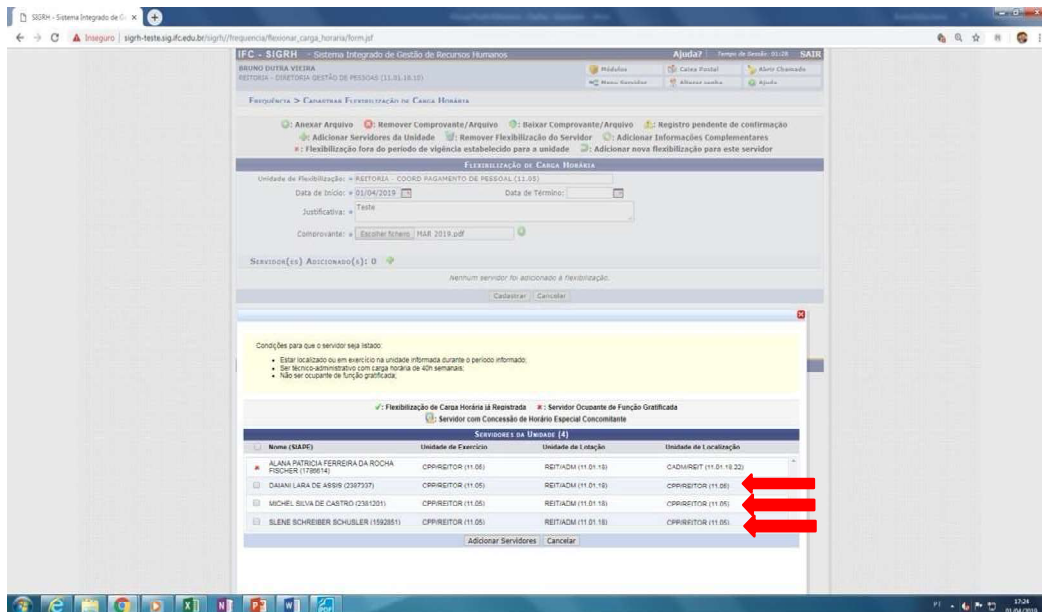 SIGRH - Sistema Integrado de G
Inseguro | sigrh-teste.sig.ifc.edu.br/sigrh//frequencia/flexionar_carga_horaria/form.jsf
IFC - SIGRH - Sistema Integrado de Gestão de Recursos Humanos
Ajuda? Tempo de Sessão: 01:28 SAIR
BRUNO DUTRA VIEIRA
REITORIA - DIRETORIA GESTÃO DE PESSOAS (11.01.18.10)
Módulos Caixa Postal Abrir Chamado
Menu Servidor Alterar senha Ajuda
Frequência > Cadastrar Flexibilização de Carga Horária
: Anexar Arquivo : Remover Comprovante/Arquivo : Baixar Comprovante/Arquivo : Registro pendente de confirmação
: Adicionar Servidores da Unidade : Remover Flexibilização do Servidor : Adicionar Informações Complementares
: Flexibilização fora do período de vigência estabelecido para a unidade : Adicionar nova flexibilização para este servidor
Flexibilização de Carga Horária
Unidade de Flexibilização: REITORIA - COORD PAGAMENTO DE PESSOAL (11.05)
Data de Início: 01/04/2019 Data de Término:
Justificativa: Teste
Comprovante: Escolher ficheiro MAR 2019.pdf
Servidor(es) Adicionado(s): 0
Nenhum servidor foi adicionado à flexibilização.
Cadastrar Cancelar
Condições para que o servidor seja listado:
• Estar localizado ou em exercício na unidade informada durante o período informado;
• Ser técnico-administrativo com carga horária de 40h semanais;
• Não ser ocupante de função gratificada;
: Flexibilização de Carga Horária já Registrada : Servidor Ocupante de Função Gratificada
: Servidor com Concessão de Horário Especial Concomitante
Servidores da Unidade (4)
Nome (SIAPE) Unidade de Exercício Unidade de Lotação Unidade de Localização
ALANA PATRICIA FERREIRA DA ROCHA FISCHER (1786614) CPP/REITOR (11.05) REIT/ADM (11.01.18) CADM/REIT (11.01.18.22)
DAIANI LARA DE ASSIS (2387337) CPP/REITOR (11.05) REIT/ADM (11.01.18) CPP/REITOR (11.05)
MICHEL SILVA DE CASTRO (2381201) CPP/REITOR (11.05) REIT/ADM (11.01.18) CPP/REITOR (11.05)
SLENE SCHREIBER SCHUSLER (1592851) CPP/REITOR (11.05) REIT/ADM (11.01.18) CPP/REITOR (11.05)
Adicionar Servidores Cancelar
PT 17:24
01/04/2019